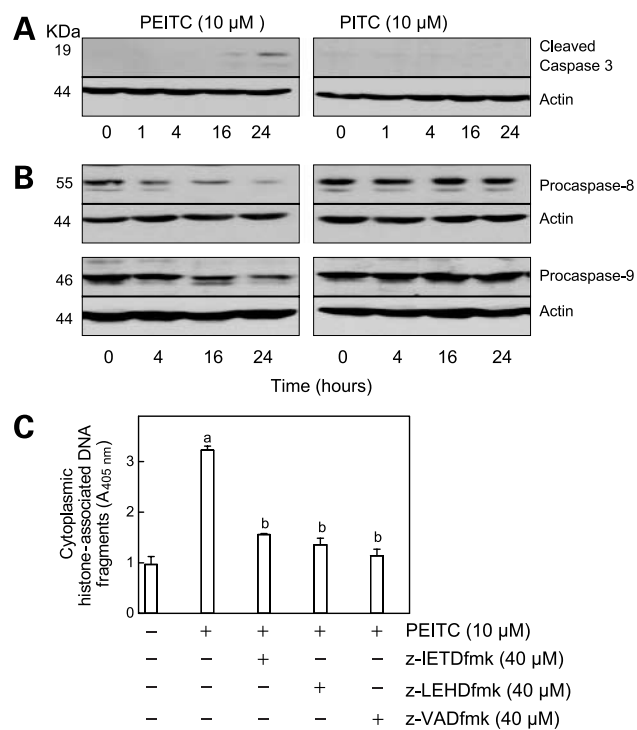 A
KDa
PEITC (10 µM )
PITC (10 µM)
19
Cleaved
Caspase 3
44
Actin
0 1 4 16 24
0 1 4 16 24
B
55
Procaspase-8
44
Actin
46
Procaspase-9
44
Actin
0 4 16 24
0 4 16 24
Time (hours)
C
Cytoplasmic
histone-associated DNA
fragments (A405 nm)
3
2
1
0
a
b
b
b
– + + + + PEITC (10 µM)
– – + – – z-IETDfmk (40 µM)
– – – + – z-LEHDfmk (40 µM)
– – – – + z-VADfmk (40 µM)